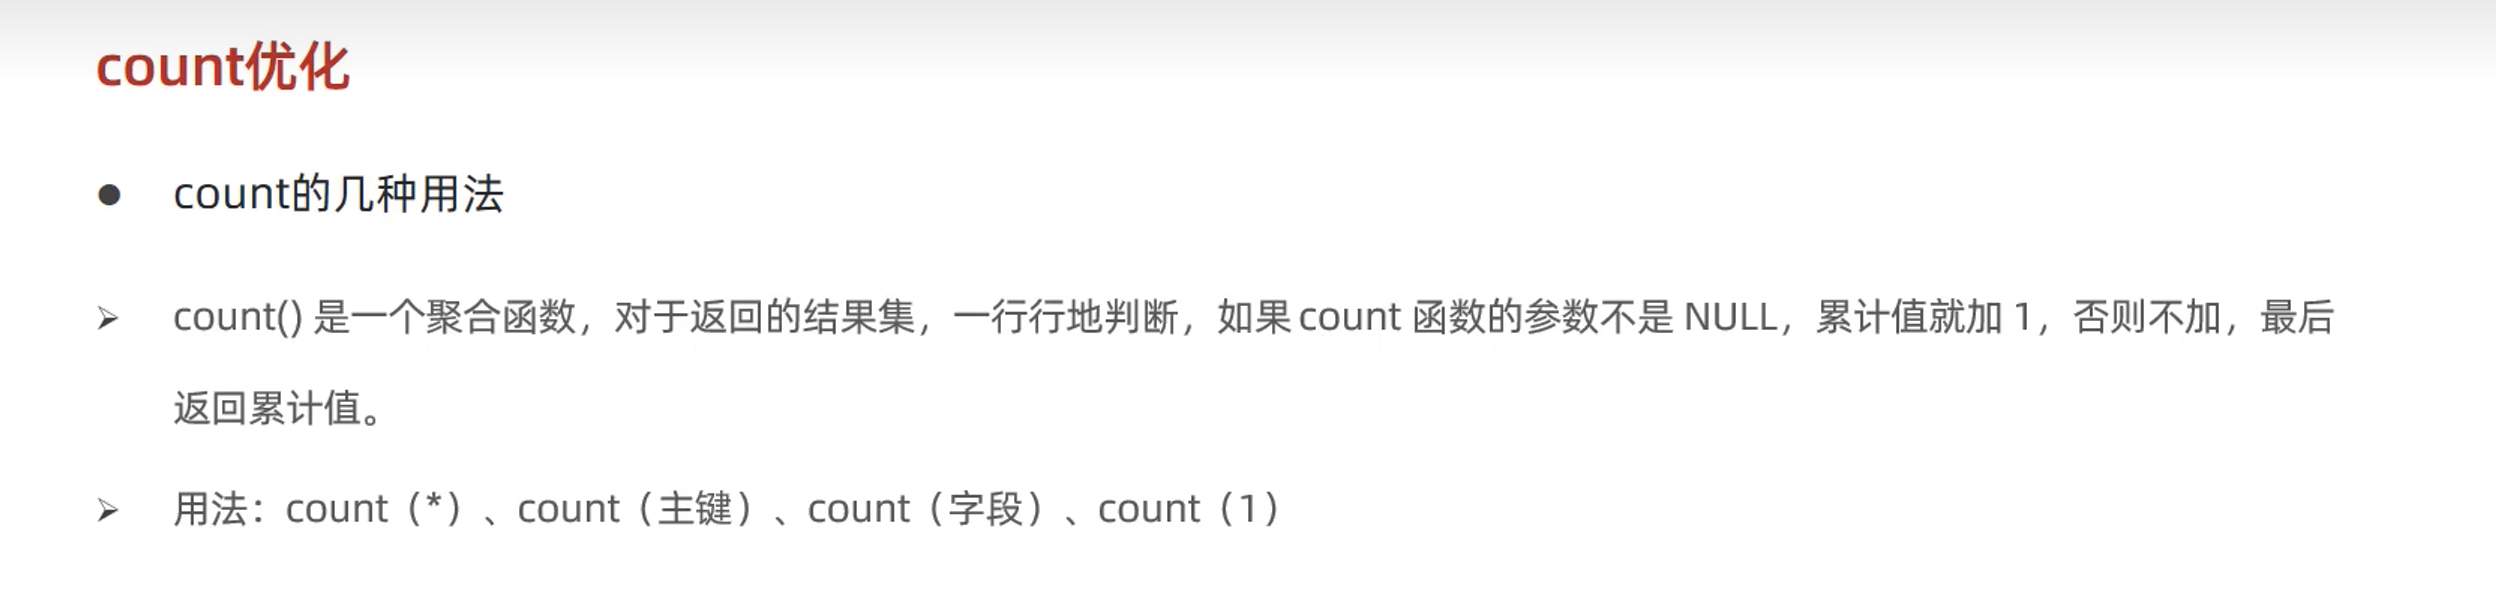 count优化
● count的几种用法
➢ count() 是一个聚合函数，对于返回的结果集，一行行地判断，如果 count 函数的参数不是 NULL，累计值就加 1，否则不加，最后
返回累计值。
➢ 用法：count（*）、count（主键）、count（字段）、count（1）